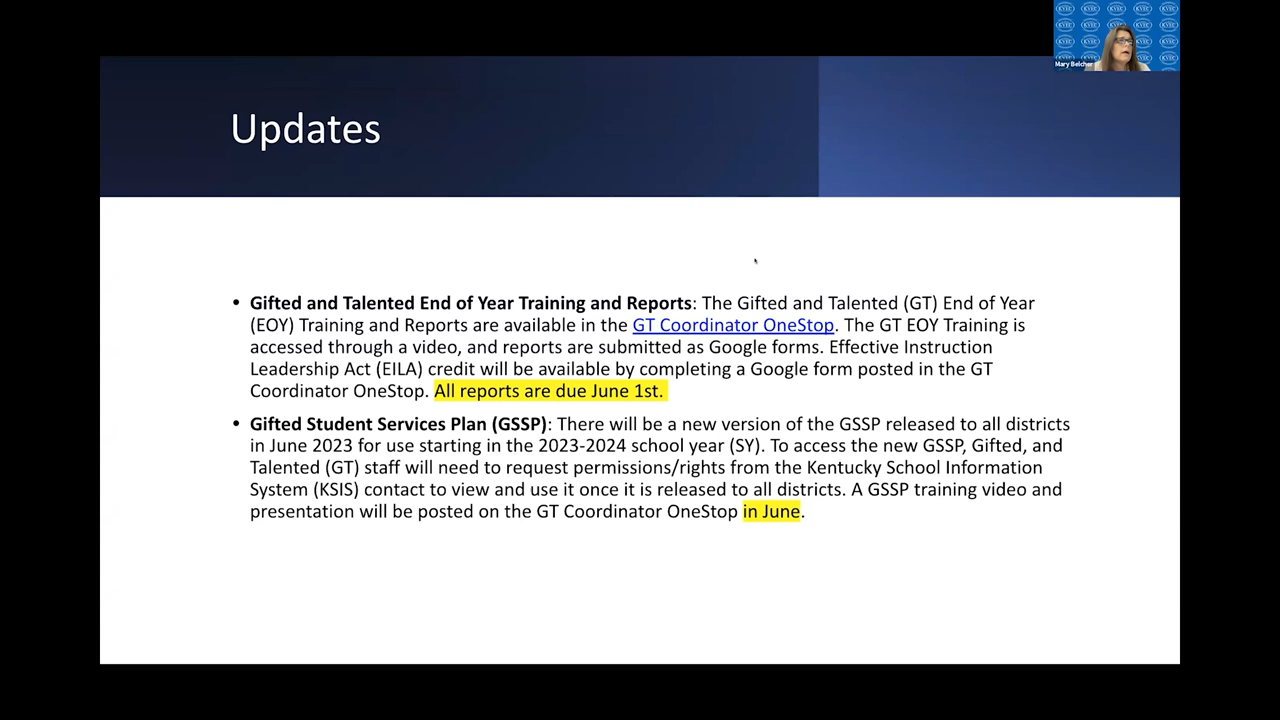 KVEC KVEC KVEC KVEC
Mary Belcher
Updates
• Gifted and Talented End of Year Training and Reports: The Gifted and Talented (GT) End of Year
(EOY) Training and Reports are available in the GT Coordinator OneStop. The GT EOY Training is
accessed through a video, and reports are submitted as Google forms. Effective Instruction
Leadership Act (EILA) credit will be available by completing a Google form posted in the GT
Coordinator OneStop. All reports are due June 1st.
• Gifted Student Services Plan (GSSP): There will be a new version of the GSSP released to all districts
in June 2023 for use starting in the 2023-2024 school year (SY). To access the new GSSP, Gifted, and
Talented (GT) staff will need to request permissions/rights from the Kentucky School Information
System (KSIS) contact to view and use it once it is released to all districts. A GSSP training video and
presentation will be posted on the GT Coordinator OneStop in June.